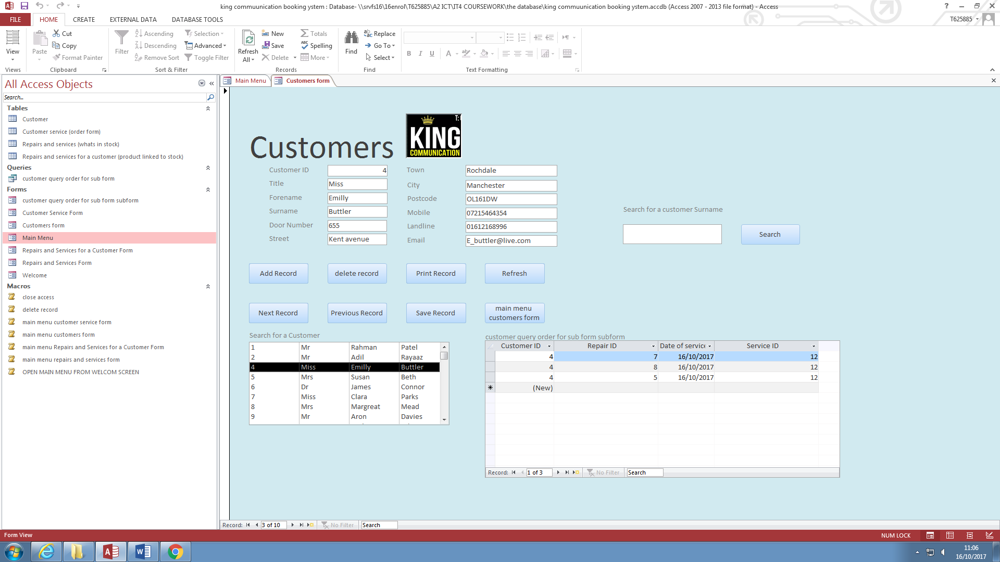 king commuunication booking ystem : Database- \\srvfs16\16enrol\T625885\A2 ICT\IT4 COURSEWORK\the database\king commuunication booking ystem.accdb (Access 2007 - 2013 file format) - Access
FILE HOME CREATE EXTERNAL DATA DATABASE TOOLS T625885
View
Views
Paste
Cut
Copy
Format Painter
Clipboard
Filter
Ascending
Descending
Remove Sort
Selection
Advanced
Toggle Filter
Sort & Filter
Refresh
All
New
Save
Delete
Totals
Spelling
More
Records
Find
Replace
Go To
Select
Find
B I U A
Text Formatting
All Access Objects
Search...
Tables
Customer
Customer service (order form)
Repairs and services (whats in stock)
Repairs and services for a customer (product linked to stock)
Queries
customer query order for sub form
Forms
customer query order for sub form subform
Customer Service Form
Customers form
Main Menu
Repairs and Services for a Customer Form
Repairs and Services Form
Welcome
Macros
close access
delete record
main menu customer service form
main menu customers form
main menu Repairs and Services for a Customer Form
main menu repairs and services form
OPEN MAIN MENU FROM WELCOM SCREEN
Main Menu Customers form
Customers
T:
KING
COMMUNICATION
Customer ID 4
Title Miss
Forename Emilly
Surname Buttler
Door Number 655
Street Kent avenue
Town Rochdale
City Manchester
Postcode OL161DW
Mobile 07215464354
Landline 01612168996
Email E_buttler@live.com
Search for a customer Surname
Search
Add Record delete record Print Record Refresh
Next Record Previous Record Save Record main menu
customers form
Search for a Customer
1 Mr Rahman Patel
2 Mr Adil Rayaaz
4 Miss Emilly Buttler
5 Mrs Susan Beth
6 Dr James Connor
7 Miss Clara Parks
8 Mrs Margreat Mead
9 Mr Aron Davies
customer query order for sub form subform
Customer ID Repair ID Date of service Service ID
4 7 16/10/2017 12
4 8 16/10/2017 12
4 5 16/10/2017 12
(New)
Record: 1 of 3 No Filter Search
Record: 3 of 10 No Filter Search
Form View NUM LOCK
11:06
16/10/2017